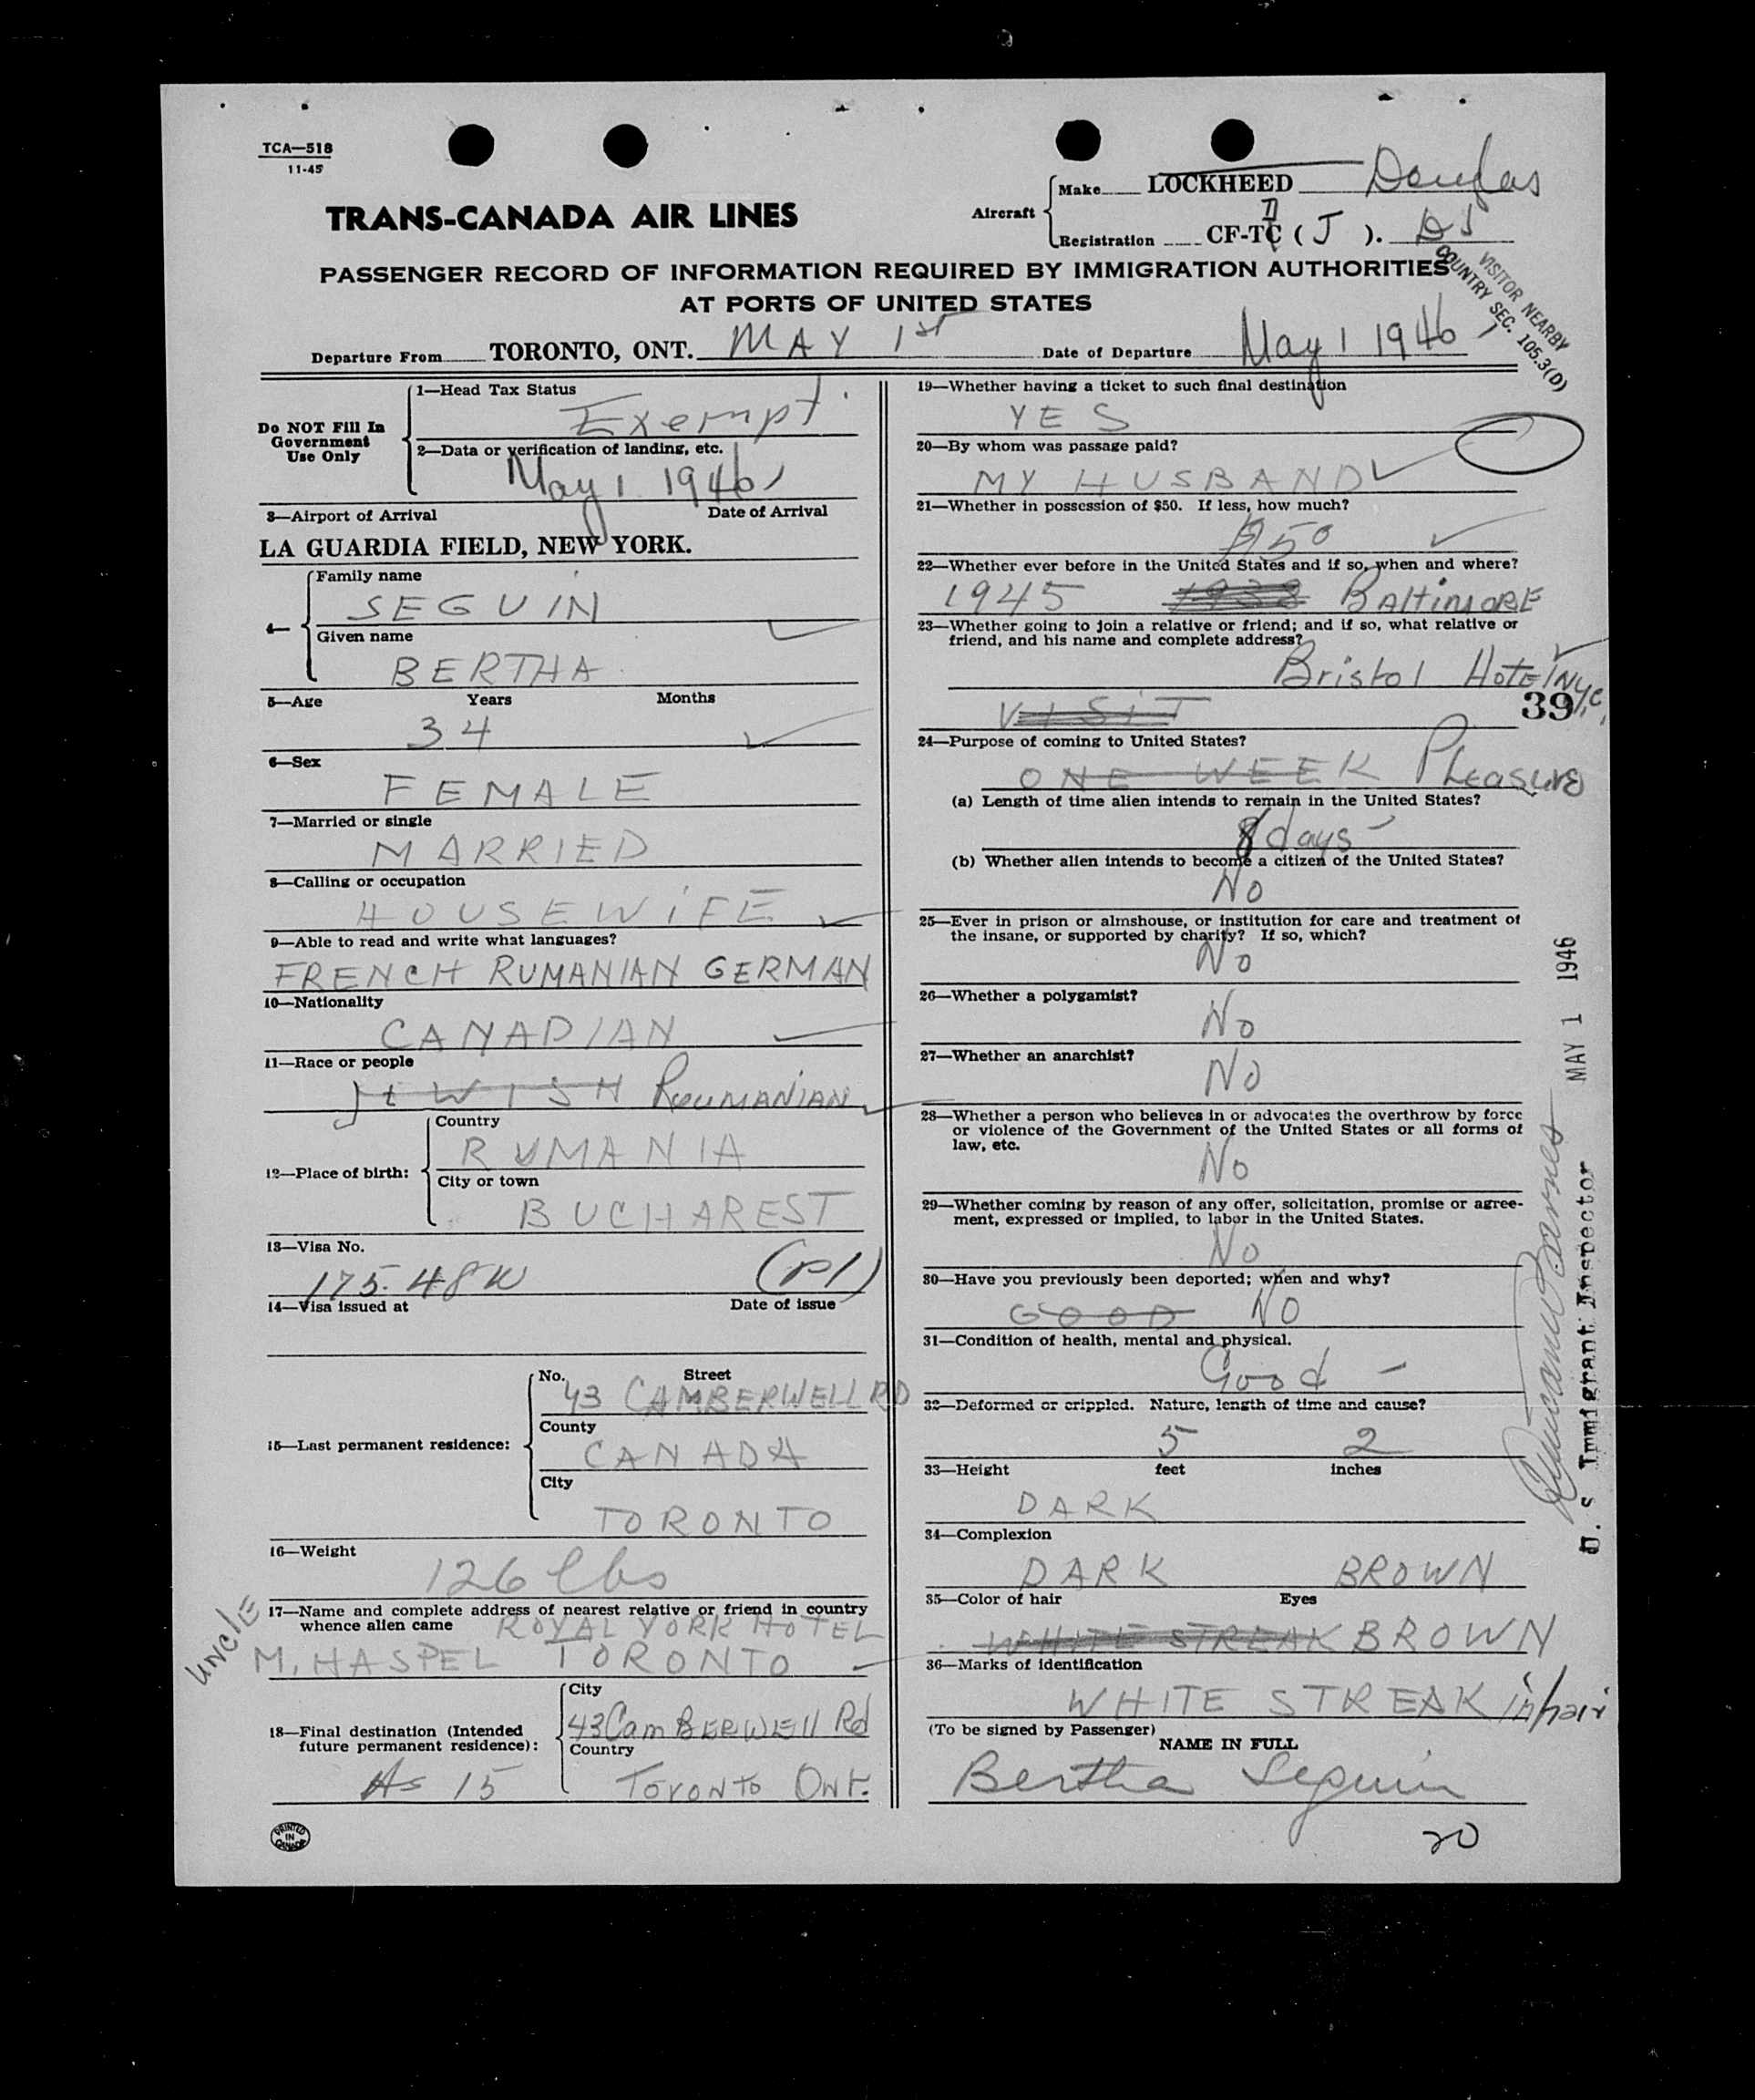 TCA—518
11-45
TRANS-CANADA AIR LINES
Aircraft
Make LOCKHEED Douglas
Registration CF-TC ( J ). DJ
PASSENGER RECORD OF INFORMATION REQUIRED BY IMMIGRATION AUTHORITIES
AT PORTS OF UNITED STATES
VISITOR NEARBY
COUNTRY SEC. 105.3(D)
Departure From TORONTO, ONT. MAY 1st Date of Departure May 1 1946
Do NOT Fill In
Government
Use Only
1—Head Tax Status
Exempt
2—Data or verification of landing, etc.
May 1 1946
3—Airport of Arrival Date of Arrival
LA GUARDIA FIELD, NEW YORK.
4—
Family name
SEGUIN
Given name
BERTHA
5—Age Years Months
34
6—Sex
FEMALE
7—Married or single
MARRIED
8—Calling or occupation
HOUSEWIFE
9—Able to read and write what languages?
FRENCH RUMANIAN GERMAN
10—Nationality
CANADIAN
11—Race or people
JEWISH ROUMANIAN
12—Place of birth:
Country
RUMANIA
City or town
BUCHAREST
13—Visa No.
175.48
(P1)
14—Visa issued at Date of issue
15—Last permanent residence:
No. Street
43 CAMBERWELL RD
County
CANADA
City
TORONTO
16—Weight
126 lbs
17—Name and complete address of nearest relative or friend in country
whence alien came ROYAL YORK HOTEL
UNCLE
M. HASPEL TORONTO
18—Final destination (Intended
future permanent residence):
As 15
City
43 CamBERWEll Rd
Country
TORONTO ONT.
PRINTED
IN
CANADA
19—Whether having a ticket to such final destination
YES
20—By whom was passage paid?
MY HUSBAND
21—Whether in possession of $50. If less, how much?
$50
22—Whether ever before in the United States and if so, when and where?
1945 1938 BAltiMORE
23—Whether going to join a relative or friend; and if so, what relative or
friend, and his name and complete address?
Bristol HotEl NYC,
39
VISIT
24—Purpose of coming to United States?
ONE WEEK PLeasure
(a) Length of time alien intends to remain in the United States?
8 days
(b) Whether alien intends to become a citizen of the United States?
No
25—Ever in prison or almshouse, or institution for care and treatment of
the insane, or supported by charity? If so, which?
No
26—Whether a polygamist?
No
27—Whether an anarchist?
No
28—Whether a person who believes in or advocates the overthrow by force
or violence of the Government of the United States or all forms of
law, etc.
No
29—Whether coming by reason of any offer, solicitation, promise or agree-
ment, expressed or implied, to labor in the United States.
No
30—Have you previously been deported; when and why?
GOOD NO
31—Condition of health, mental and physical.
Good
32—Deformed or crippled. Nature, length of time and cause?
5 2
33—Height feet inches
DARK
34—Complexion
DARK BROWN
35—Color of hair Eyes
WHITE STREAK BROWN
36—Marks of identification
WHITE STREAK in hair
(To be signed by Passenger)
NAME IN FULL
Bertha Seguin
20
MAY 1 1946
U. S Immigrant Inspector